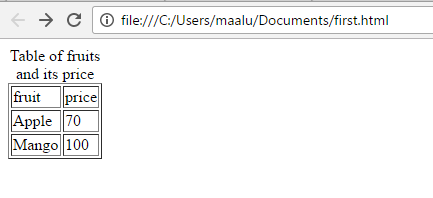 file:///C:/Users/maalu/Documents/first.html
Table of fruits
and its price
fruit price
Apple 70
Mango 100